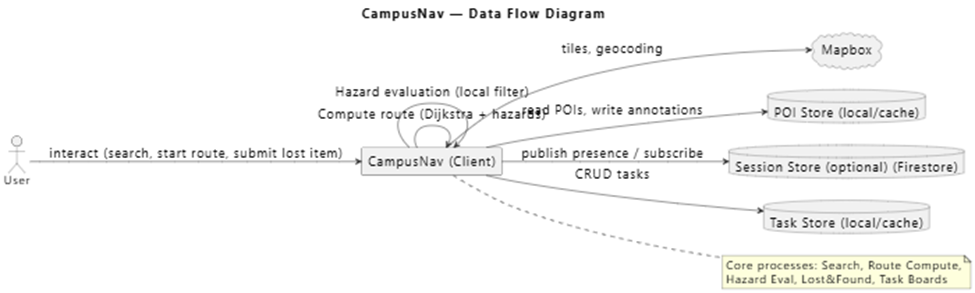 CampusNav — Data Flow Diagram
tiles, geocoding
Mapbox
Hazard evaluation (local filter)
Compute route (Dijkstra + hazards)
read POIs, write annotations
POI Store (local/cache)
interact (search, start route, submit lost item)
User
CampusNav (Client)
publish presence / subscribe
Session Store (optional) (Firestore)
CRUD tasks
Task Store (local/cache)
Core processes: Search, Route Compute,
Hazard Eval, Lost&Found, Task Boards